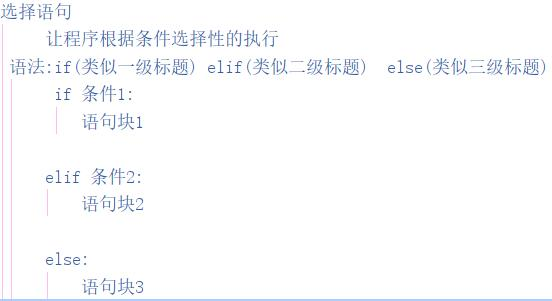 选择语句
让程序根据条件选择性的执行
语法:if(类似一级标题) elif(类似二级标题)  else(类似三级标题)
if 条件1:
语句块1
elif 条件2:
语句块2
else:
语句块3